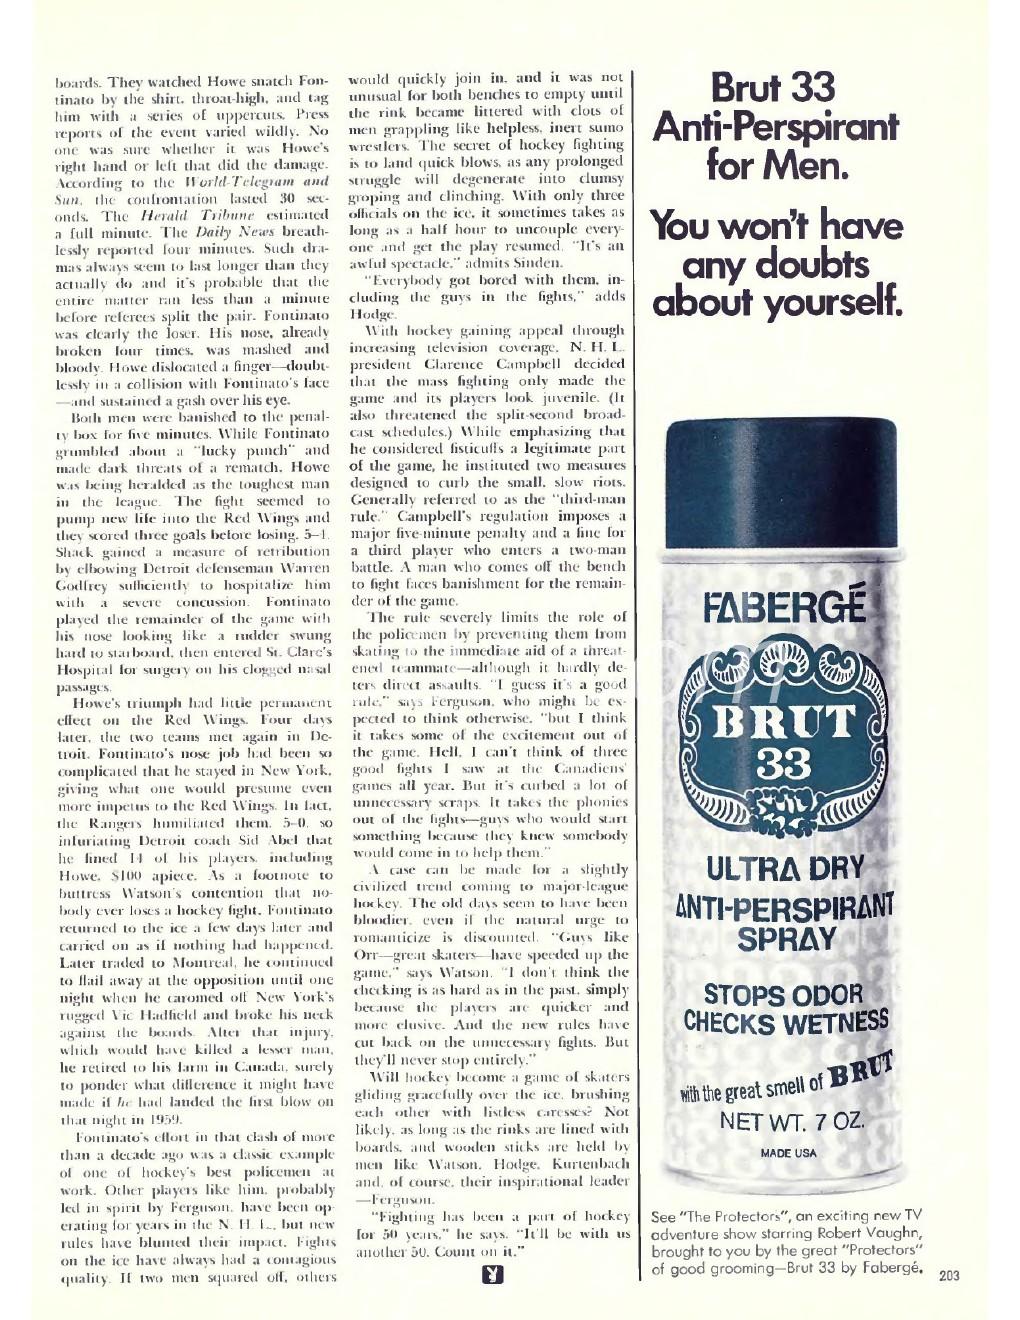 boards. They watched Howe snatch Fon-
tinato by the shirt, throat-high, and tag
him with a series of uppercuts. Press
reports of the event varied wildly. No
one was sure whether it was Howe's
right hand or left that did the damage.
According to the World-Telegram and
Sun, the confrontation lasted 30 sec-
onds. The Herald Tribune estimated
a full minute. The Daily News breath-
lessly reported four minutes. Such dra-
mas always seem to last longer than they
actually do and it's probable that the
entire matter ran less than a minute
before referees split the pair. Fontinato
was clearly the loser. His nose, already
broken four times, was mashed and
bloody. Howe dislocated a finger—doubt-
lessly in a collision with Fontinato's face
—and sustained a gash over his eye.
Both men were banished to the penal-
ty box for five minutes. While Fontinato
grumbled about a "lucky punch" and
made dark threats of a rematch, Howe
was being heralded as the toughest man
in the league. The fight seemed to
pump new life into the Red Wings and
they scored three goals before losing, 5–4.
Shack gained a measure of retribution
by elbowing Detroit defenseman Warren
Godfrey sufficiently to hospitalize him
with a severe concussion. Fontinato
played the remainder of the game with
his nose looking like a rudder swung
hard to starboard, then entered St. Clare's
Hospital for surgery on his clogged nasal
passages.
Howe's triumph had little permanent
effect on the Red Wings. Four days
later, the two teams met again in De-
troit. Fontinato's nose job had been so
complicated that he stayed in New York,
giving what one would presume even
more impetus to the Red Wings. In fact,
the Rangers humiliated them, 5–0, so
infuriating Detroit coach Sid Abel that
he fined 14 of his players, including
Howe, $100 apiece. As a footnote to
buttress Watson's contention that no-
body ever loses a hockey fight, Fontinato
returned to the ice a few days later and
carried on as if nothing had happened.
Later traded to Montreal, he continued
to flail away at the opposition until one
night when he caromed off New York's
rugged Vic Hadfield and broke his neck
against the boards. After that injury,
which would have killed a lesser man,
he retired to his farm in Canada, surely
to ponder what difference it might have
made if he had landed the first blow on
that night in 1959.
Fontinato's effort in that clash of more
than a decade ago was a classic example
of one of hockey's best policemen at
work. Other players like him, probably
led in spirit by Ferguson, have been op-
erating for years in the N. H. L., but new
rules have blunted their impact. Fights
on the ice have always had a contagious
quality. If two men squared off, others
would quickly join in, and it was not
unusual for both benches to empty until
the rink became littered with clots of
men grappling like helpless, inert sumo
wrestlers. The secret of hockey fighting
is to land quick blows, as any prolonged
struggle will degenerate into clumsy
groping and clinching. With only three
officials on the ice, it sometimes takes as
long as a half hour to uncouple every-
one and get the play resumed. "It's an
awful spectacle," admits Sinden.
"Everybody got bored with them, in-
cluding the guys in the fights," adds
Hodge.
With hockey gaining appeal through
increasing television coverage, N. H. L.
president Clarence Campbell decided
that the mass fighting only made the
game and its players look juvenile. (It
also threatened the split-second broad-
cast schedules.) While emphasizing that
he considered fisticuffs a legitimate part
of the game, he instituted two measures
designed to curb the small, slow riots.
Generally referred to as the "third-man
rule," Campbell's regulation imposes a
major five-minute penalty and a fine for
a third player who enters a two-man
battle. A man who comes off the bench
to fight faces banishment for the remain-
der of the game.
The rule severely limits the role of
the policemen by preventing them from
skating to the immediate aid of a threat-
ened teammate—although it hardly de-
ters direct assaults. "I guess it's a good
rule," says Ferguson, who might be ex-
pected to think otherwise, "but I think
it takes some of the excitement out of
the game. Hell, I can't think of three
good fights I saw at the Canadiens'
games all year. But it's curbed a lot of
unnecessary scraps. It takes the phonies
out of the fights—guys who would start
something because they knew somebody
would come in to help them."
A case can be made for a slightly
civilized trend coming to major-league
hockey. The old days seem to have been
bloodier, even if the natural urge to
romanticize is discounted. "Guys like
Orr—great skaters—have speeded up the
game," says Watson. "I don't think the
checking is as hard as in the past, simply
because the players are quicker and
more elusive. And the new rules have
cut back on the unnecessary fights. But
they'll never stop entirely."
Will hockey become a game of skaters
gliding gracefully over the ice, brushing
each other with listless caresses? Not
likely, as long as the rinks are lined with
boards, and wooden sticks are held by
men like Watson, Hodge, Kurtenbach
and, of course, their inspirational leader
—Ferguson.
"Fighting has been a part of hockey
for 50 years," he says. "It'll be with us
another 50. Count on it."
Brut 33
Anti-Perspirant
for Men.
You won't have
any doubts
about yourself.
FABERGÉ
BRUT
33
ULTRA DRY
ANTI-PERSPIRANT
SPRAY
STOPS ODOR
CHECKS WETNESS
with the great smell of BRUT
NET WT. 7 OZ.
MADE USA
See "The Protectors", an exciting new TV
adventure show starring Robert Vaughn,
brought to you by the great "Protectors"
of good grooming—Brut 33 by Fabergé.
203